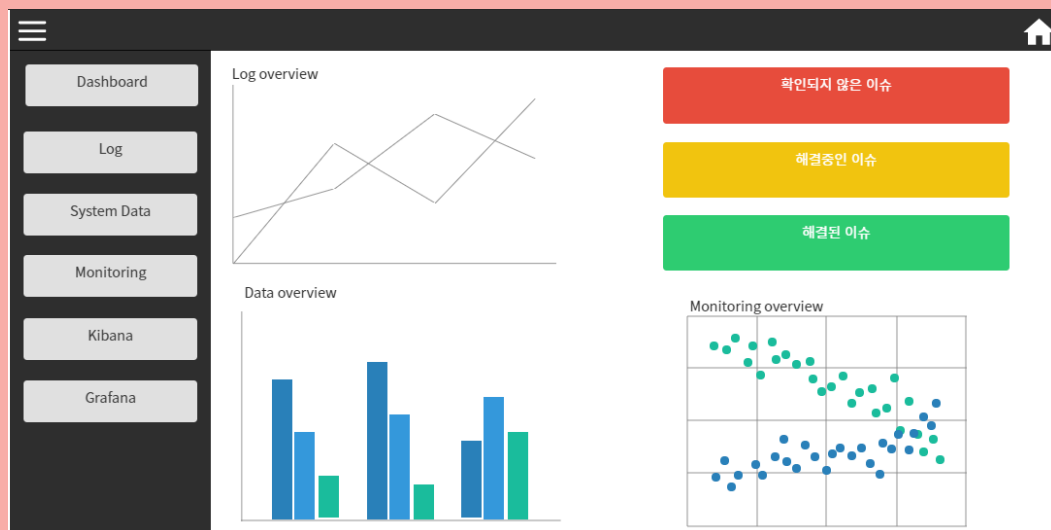 Dashboard
Log
System Data
Monitoring
Kibana
Grafana
Log overview
확인되지 않은 이슈
해결중인 이슈
해결된 이슈
Data overview
Monitoring overview